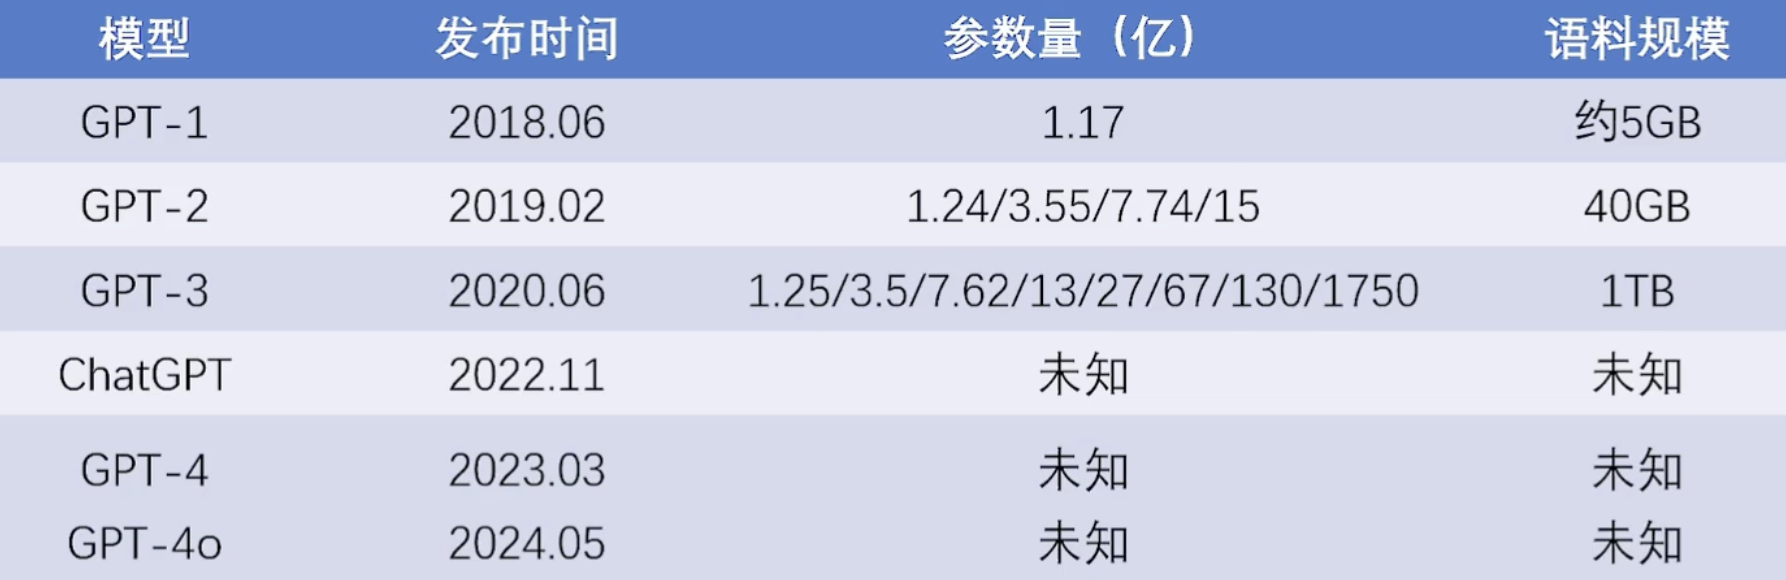 模型 发布时间 参数量（亿） 语料规模
GPT-1 2018.06 1.17 约5GB
GPT-2 2019.02 1.24/3.55/7.74/15 40GB
GPT-3 2020.06 1.25/3.5/7.62/13/27/67/130/1750 1TB
ChatGPT 2022.11 未知 未知
GPT-4 2023.03 未知 未知
GPT-4o 2024.05 未知 未知